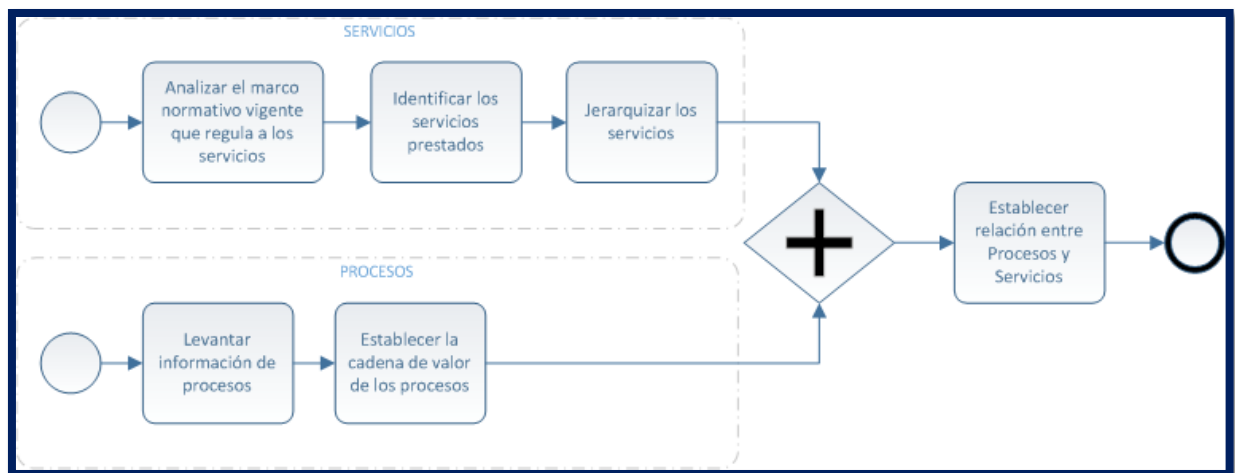 SERVICIOS
Analizar el marco
normativo vigente
que regula a los
servicios
Identificar los
servicios
prestados
Jerarquizar los
servicios
Establecer
relación entre
Procesos y
Servicios
PROCESOS
Levantar
información de
procesos
Establecer la
cadena de valor
de los procesos